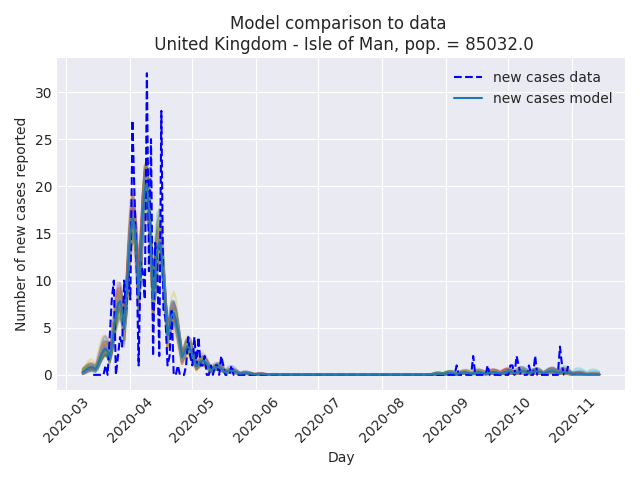 Model comparison to data
United Kingdom - Isle of Man, pop. = 85032.0
new cases data
new cases model
Number of new cases reported
30
25
20
15
10
5
0
2020-03
2020-04
2020-05
2020-06
2020-07
2020-08
2020-09
2020-10
2020-11
Day